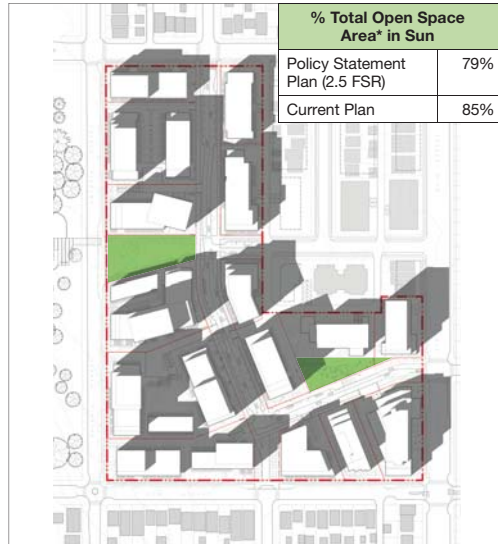 % Total Open Space
Area* in Sun
Policy Statement
Plan (2.5 FSR)
79%
Current Plan
85%